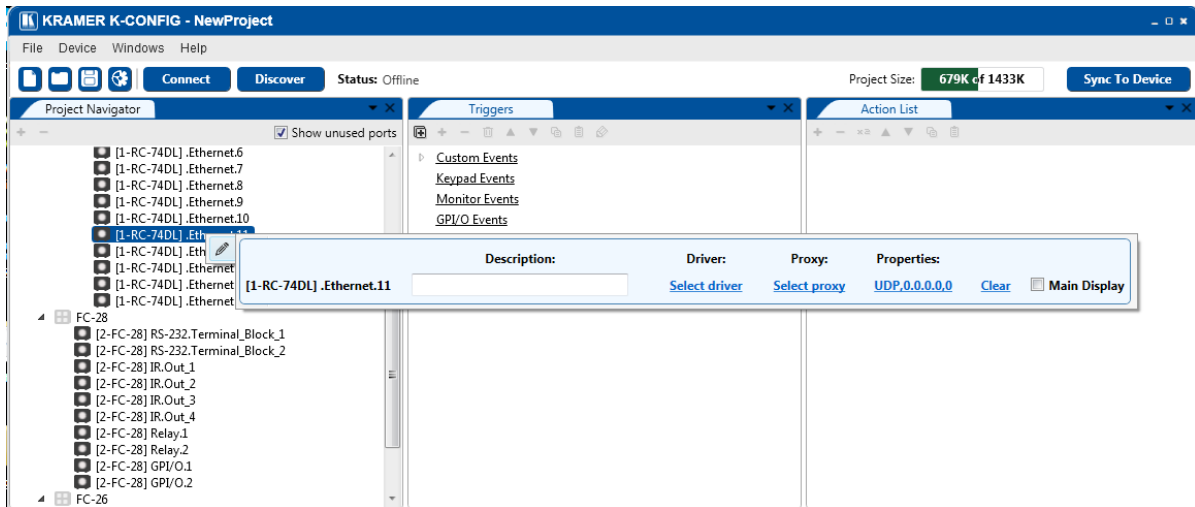 KRAMER K-CONFIG - NewProject
File Device Windows Help
Connect Discover Status: Offline Project Size: 679K of 1433K Sync To Device
Project Navigator Triggers Action List
Show unused ports
[1-RC-74DL] .Ethernet.6
[1-RC-74DL] .Ethernet.7
[1-RC-74DL] .Ethernet.8
[1-RC-74DL] .Ethernet.9
[1-RC-74DL] .Ethernet.10
[1-RC-74DL] .Eth
[1-RC-74DL] .Eth
[1-RC-74DL] .Ethernet
[1-RC-74DL] .Ethernet
[1-RC-74DL] .Ethernet
FC-28
[2-FC-28] RS-232.Terminal_Block_1
[2-FC-28] RS-232.Terminal_Block_2
[2-FC-28] IR.Out_1
[2-FC-28] IR.Out_2
[2-FC-28] IR.Out_3
[2-FC-28] IR.Out_4
[2-FC-28] Relay.1
[2-FC-28] Relay.2
[2-FC-28] GPI/O.1
[2-FC-28] GPI/O.2
FC-26
Custom Events
Keypad Events
Monitor Events
GPI/O Events
Description: Driver: Proxy: Properties:
[1-RC-74DL] .Ethernet.11 Select driver Select proxy UDP,0.0.0.0,0 Clear Main Display